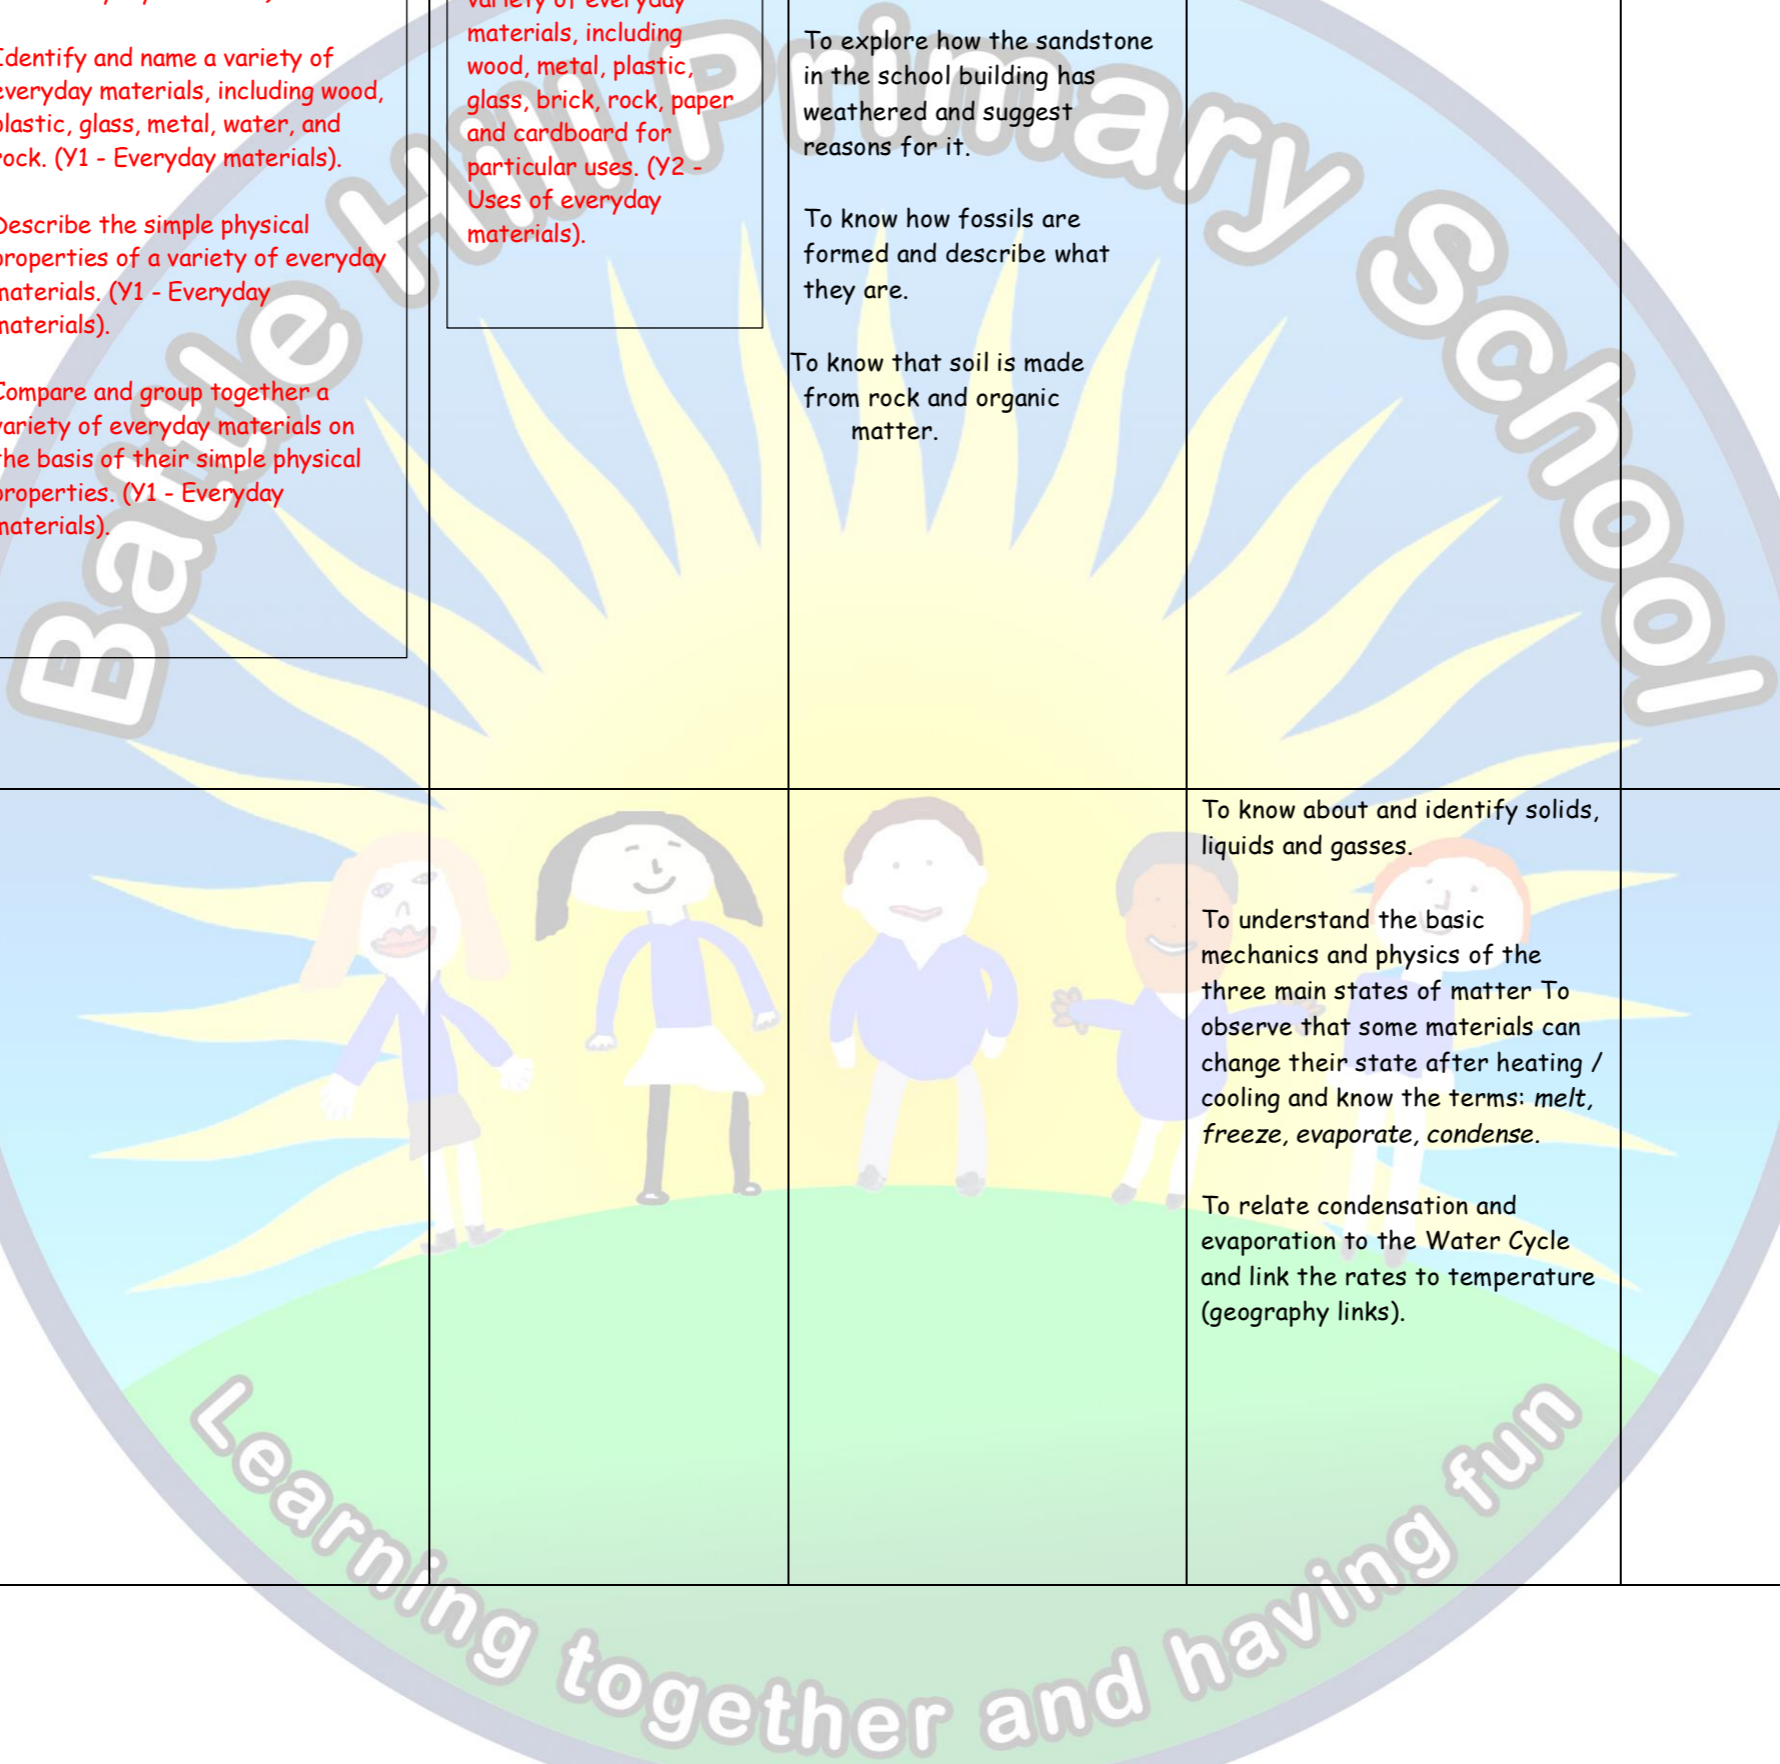 Identify and name a variety of
everyday materials, including wood,
plastic, glass, metal, water, and
rock. (Y1 - Everyday materials).
Describe the simple physical
properties of a variety of everyday
materials. (Y1 - Everyday
materials).
Compare and group together a
variety of everyday materials on
the basis of their simple physical
properties. (Y1 - Everyday
materials).
variety of everyday
materials, including
wood, metal, plastic,
glass, brick, rock, paper
and cardboard for
particular uses. (Y2 -
Uses of everyday
materials).
To explore how the sandstone
in the school building has
weathered and suggest
reasons for it.
To know how fossils are
formed and describe what
they are.
To know that soil is made
from rock and organic
matter.
To know about and identify solids,
liquids and gasses.
To understand the basic
mechanics and physics of the
three main states of matter To
observe that some materials can
change their state after heating /
cooling and know the terms: melt,
freeze, evaporate, condense.
To relate condensation and
evaporation to the Water Cycle
and link the rates to temperature
(geography links).
Battle Hill Primary School
Learning together and having fun